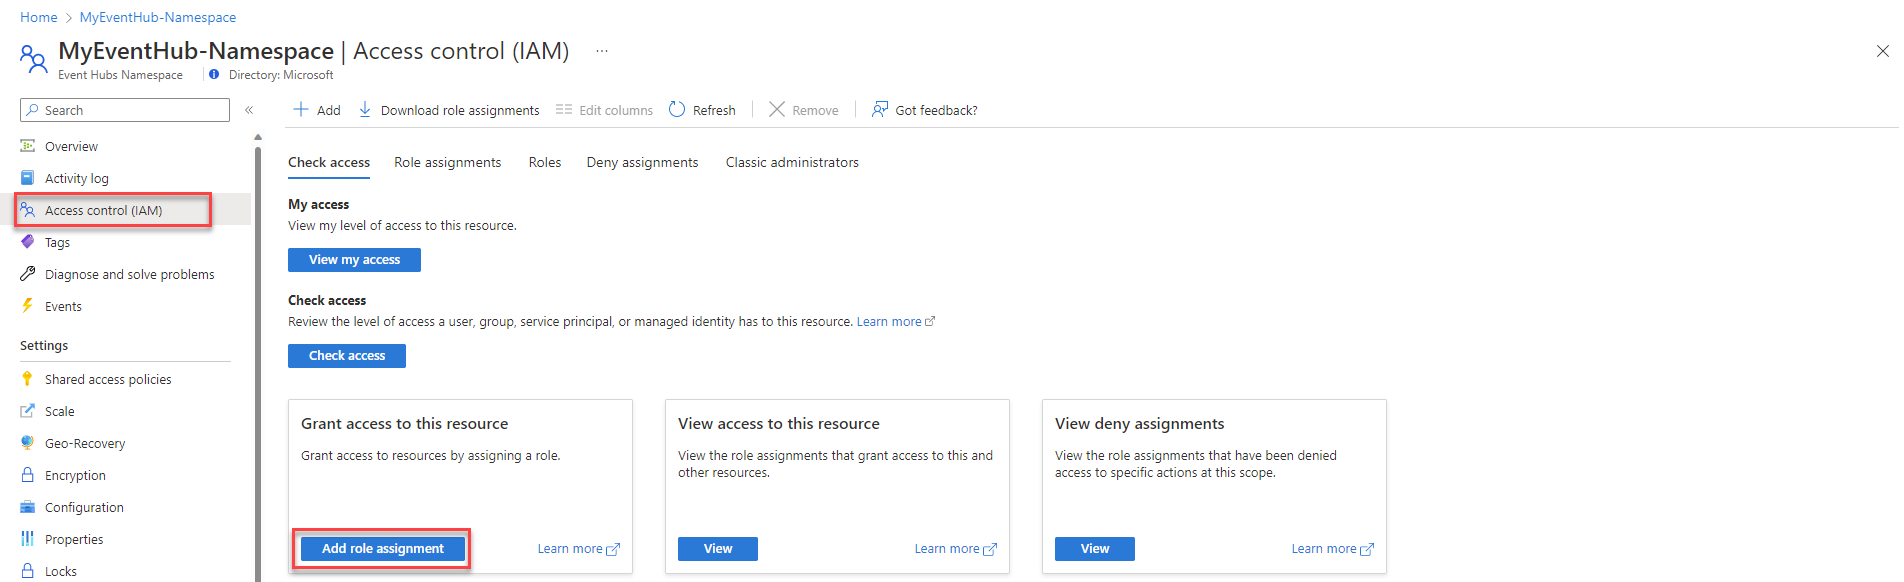 Home > MyEventHub-Namespace
MyEventHub-Namespace | Access control (IAM) ...
Event Hubs Namespace
Directory: Microsoft
Search
«
Overview
Activity log
Access control (IAM)
Tags
Diagnose and solve problems
Events
Settings
Shared access policies
Scale
Geo-Recovery
Encryption
Configuration
Properties
Locks
Add
Download role assignments
Edit columns
Refresh
Remove
Got feedback?
Check access
Role assignments
Roles
Deny assignments
Classic administrators
My access
View my level of access to this resource.
View my access
Check access
Review the level of access a user, group, service principal, or managed identity has to this resource. Learn more
Check access
Grant access to this resource
Grant access to resources by assigning a role.
Add role assignment
Learn more
View access to this resource
View the role assignments that grant access to this and
other resources.
View
Learn more
View deny assignments
View the role assignments that have been denied
access to specific actions at this scope.
View
Learn more